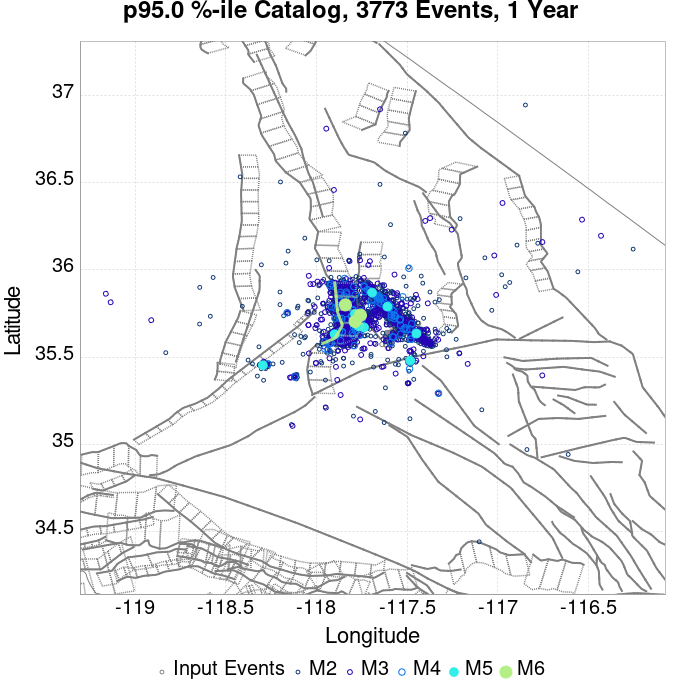 p95.0 %-ile Catalog, 3773 Events, 1 Year
37
36.5
36
35.5
35
34.5
Latitude
-119 -118.5 -118 -117.5 -117 -116.5
Longitude
Input Events M2 M3 M4 M5 M6